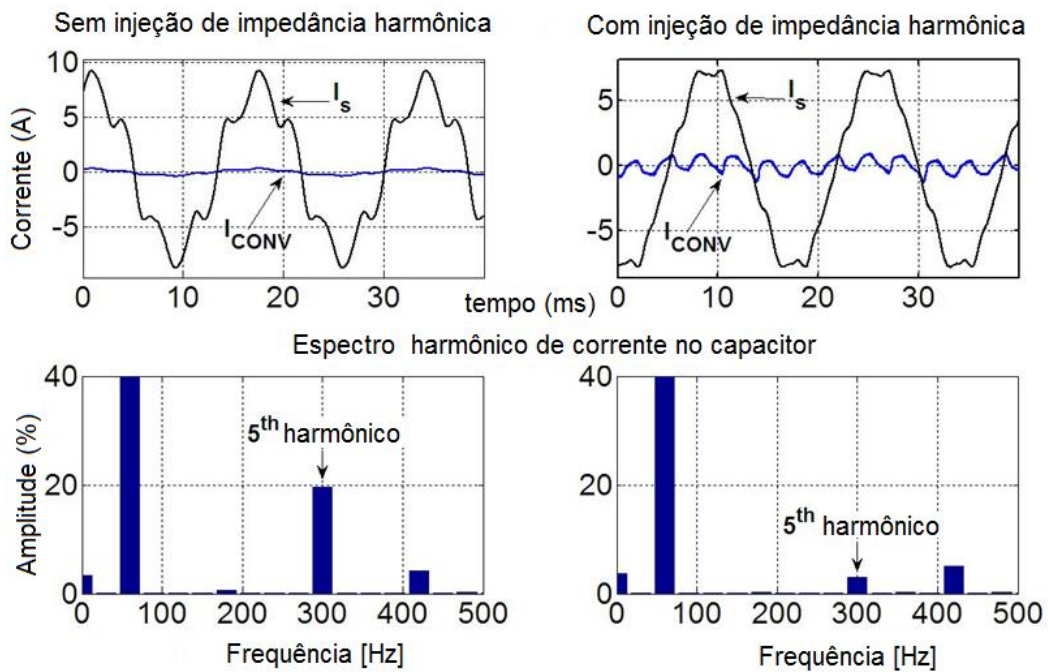 Sem injeção de impedância harmônica
Com injeção de impedância harmônica
Corrente (A)
10
5
0
-5
I_s
I_CONV
0
10
20
30
5
0
-5
I_s
I_CONV
0
10
20
30
tempo (ms)
Espectro harmônico de corrente no capacitor
Amplitude (%)
40
20
0
5th harmônico
0
100
200
300
400
500
Frequência [Hz]
40
20
0
5th harmônico
0
100
200
300
400
500
Frequência [Hz]